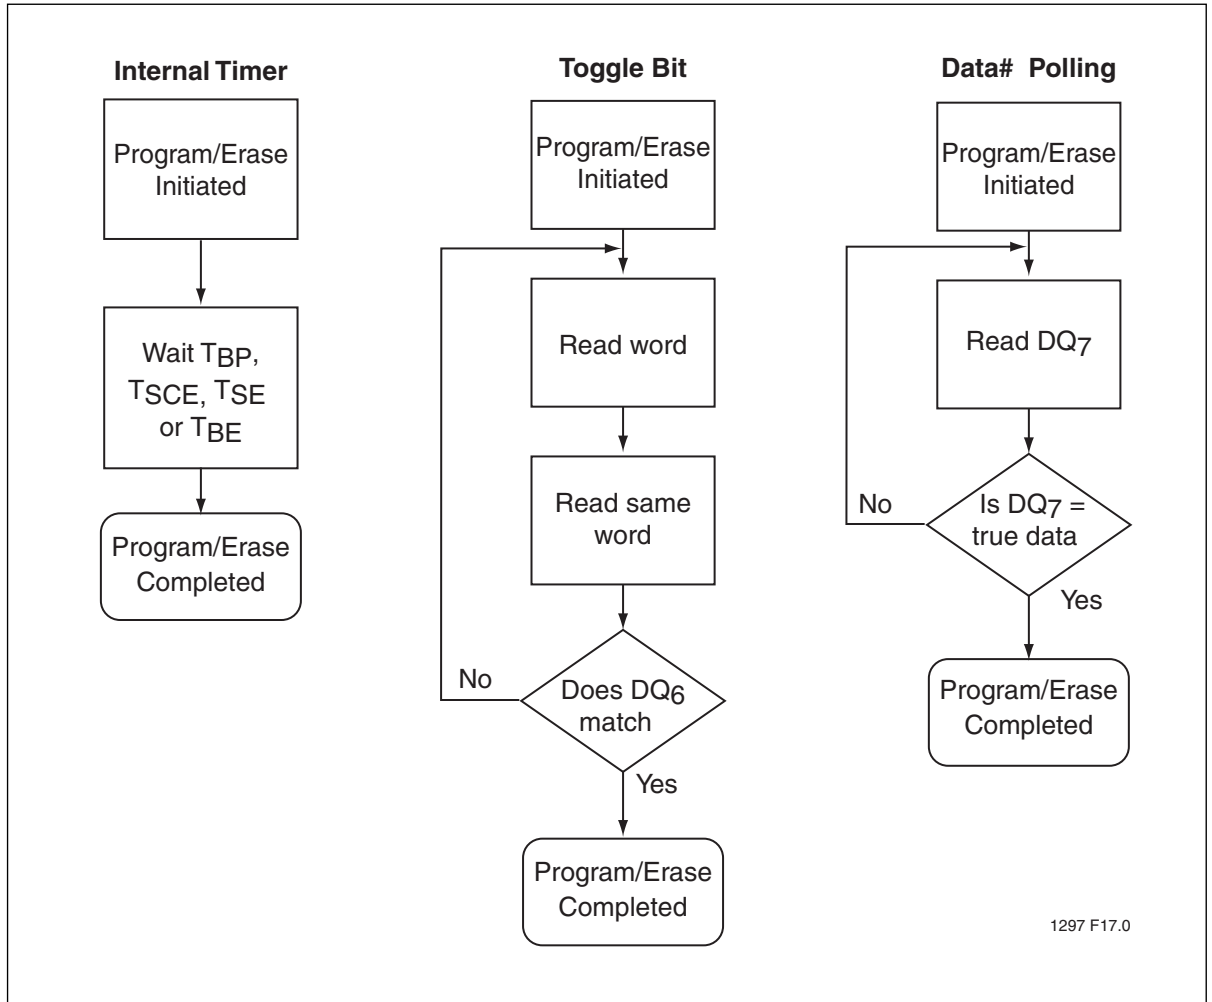 Internal Timer
Program/Erase
Initiated
Wait TBP,
TSCE, TSE
or TBE
Program/Erase
Completed
Toggle Bit
Program/Erase
Initiated
Read word
Read same
word
Does DQ6
match
No
Yes
Program/Erase
Completed
Data# Polling
Program/Erase
Initiated
Read DQ7
Is DQ7 =
true data
No
Yes
Program/Erase
Completed
1297 F17.0